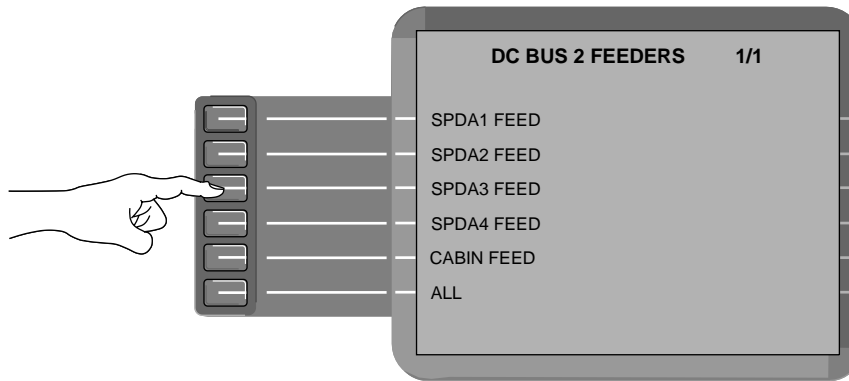 DC BUS 2 FEEDERS 1/1
SPDA1 FEED
SPDA2 FEED
SPDA3 FEED
SPDA4 FEED
CABIN FEED
ALL